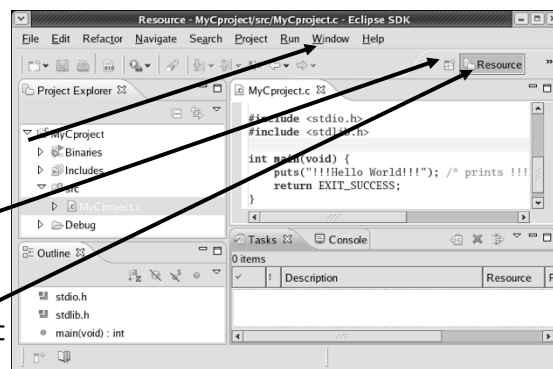 Resource - MyCproject/src/MyCproject.c - Eclipse SDK
File Edit Refactor Navigate Search Project Run Window Help
Resource »
Project Explorer
MyCproject
Binaries
Includes
src
MyCproject.c
Debug
Outline
stdio.h
stdlib.h
main(void) : int
MyCproject.c
#include <stdio.h>
#include <stdlib.h>
int main(void) {
puts("!!!Hello World!!!"); /* prints !!!
return EXIT_SUCCESS;
}
Tasks Console
0 items
! Description Resource
t